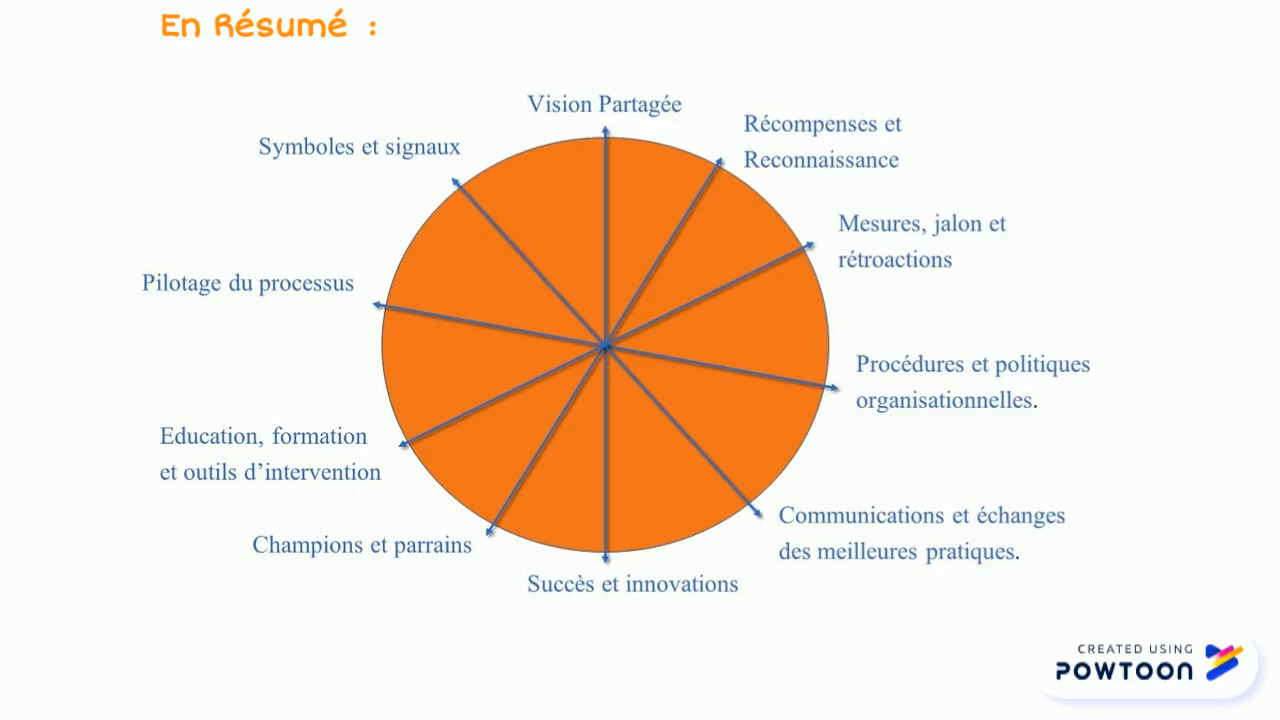 En Résumé :
Vision Partagée
Récompenses et
Reconnaissance
Symboles et signaux
Mesures, jalon et
rétroactions
Pilotage du processus
Procédures et politiques
organisationnelles.
Education, formation
et outils d’intervention
Communications et échanges
des meilleures pratiques.
Champions et parrains
Succès et innovations
CREATED USING
POWTOON